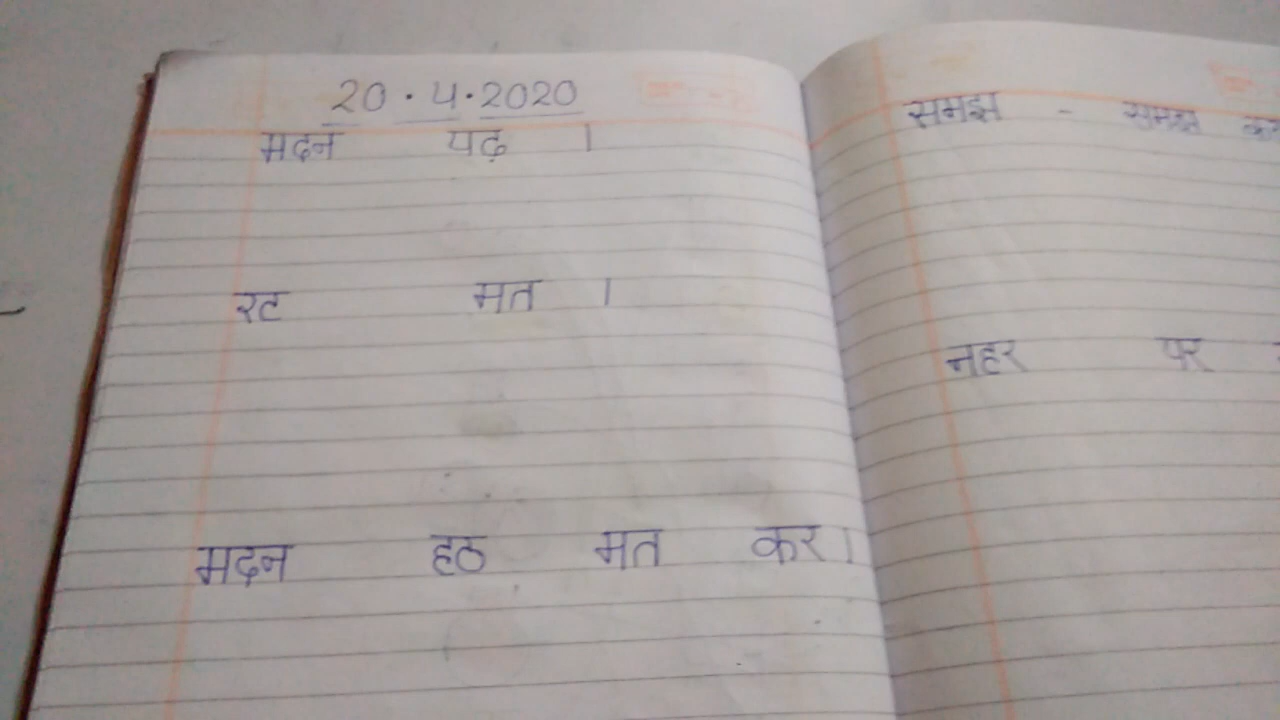 20.4.2020
मदन पढ़ ।
रट मत ।
मदन हठ मत कर ।
समझ - समझ
नहर पर